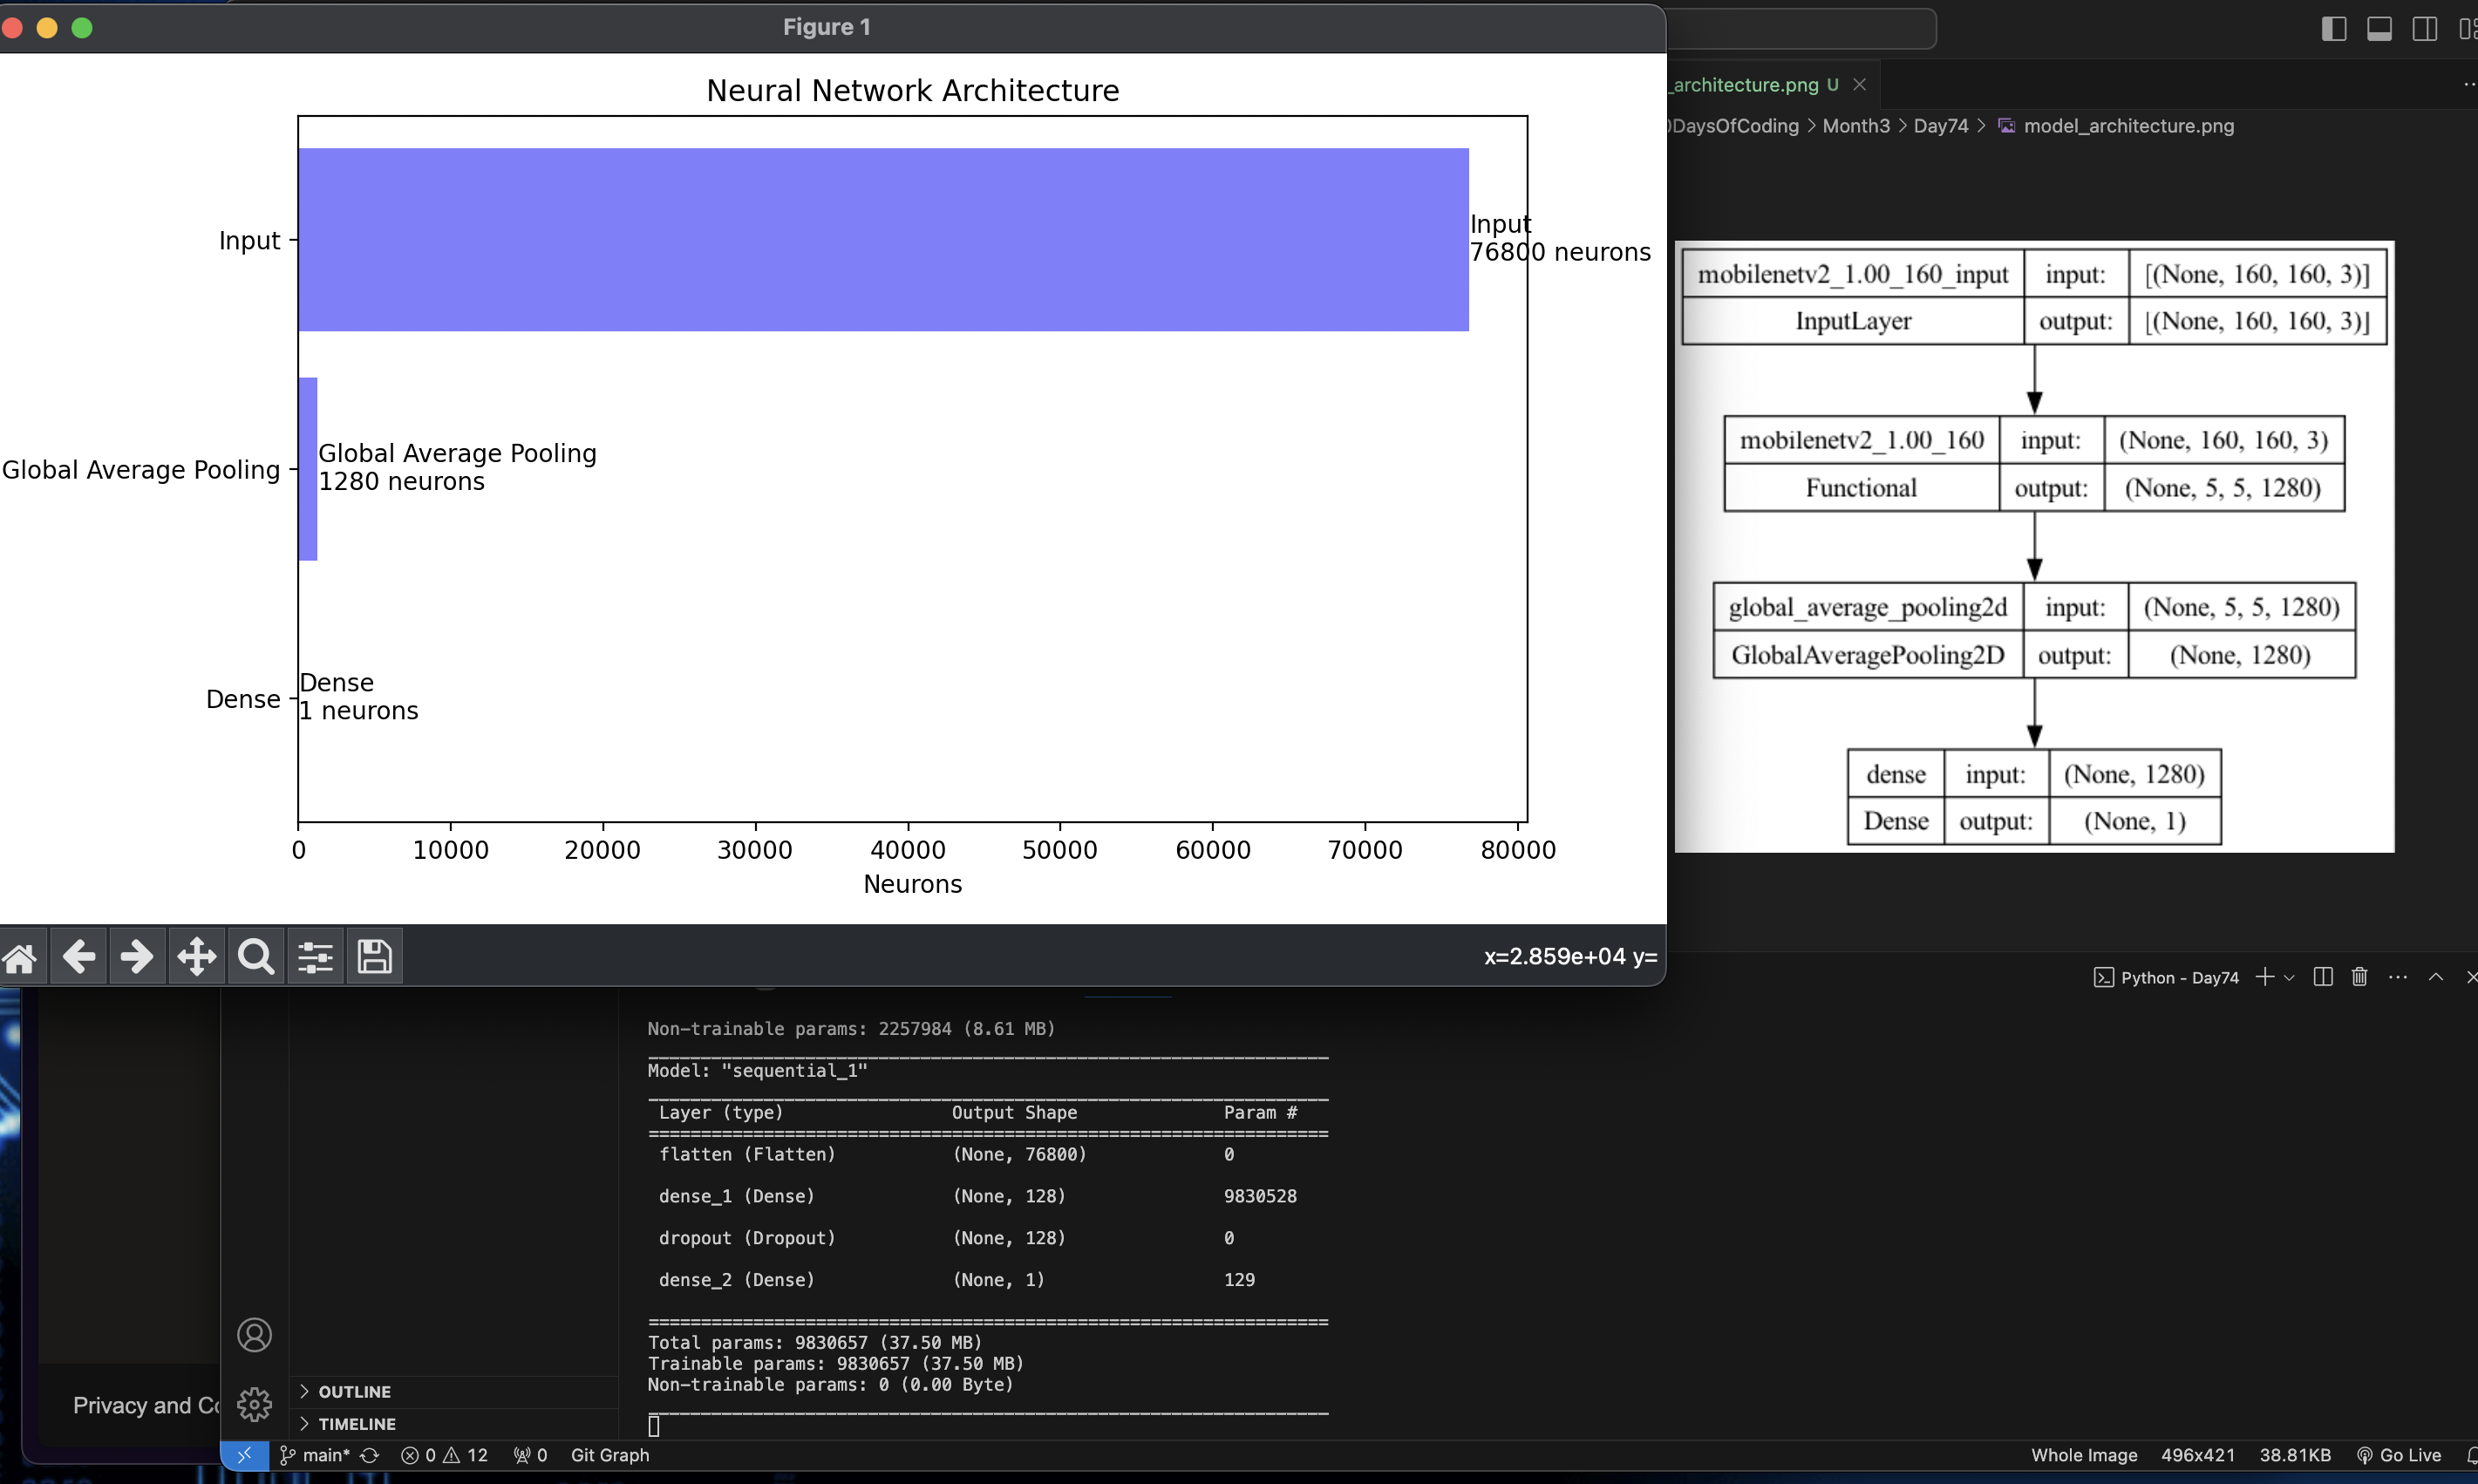 Figure 1
Neural Network Architecture
Input
Input
76800 neurons
Global Average Pooling
Global Average Pooling
1280 neurons
Dense
Dense
1 neurons
0 10000 20000 30000 40000 50000 60000 70000 80000
Neurons
x=2.859e+04 y=
_architecture.png U
DaysOfCoding > Month3 > Day74 > model_architecture.png
mobilenetv2_1.00_160_input input: [(None, 160, 160, 3)]
InputLayer output: [(None, 160, 160, 3)]
mobilenetv2_1.00_160 input: (None, 160, 160, 3)
Functional output: (None, 5, 5, 1280)
global_average_pooling2d input: (None, 5, 5, 1280)
GlobalAveragePooling2D output: (None, 1280)
dense input: (None, 1280)
Dense output: (None, 1)
Python - Day74
Non-trainable params: 2257984 (8.61 MB)
Model: "sequential_1"
Layer (type) Output Shape Param #
flatten (Flatten) (None, 76800) 0
dense_1 (Dense) (None, 128) 9830528
dropout (Dropout) (None, 128) 0
dense_2 (Dense) (None, 1) 129
Total params: 9830657 (37.50 MB)
Trainable params: 9830657 (37.50 MB)
Non-trainable params: 0 (0.00 Byte)
OUTLINE
TIMELINE
Privacy and
main* 0 12 0 Git Graph
Whole Image 496x421 38.81KB Go Live